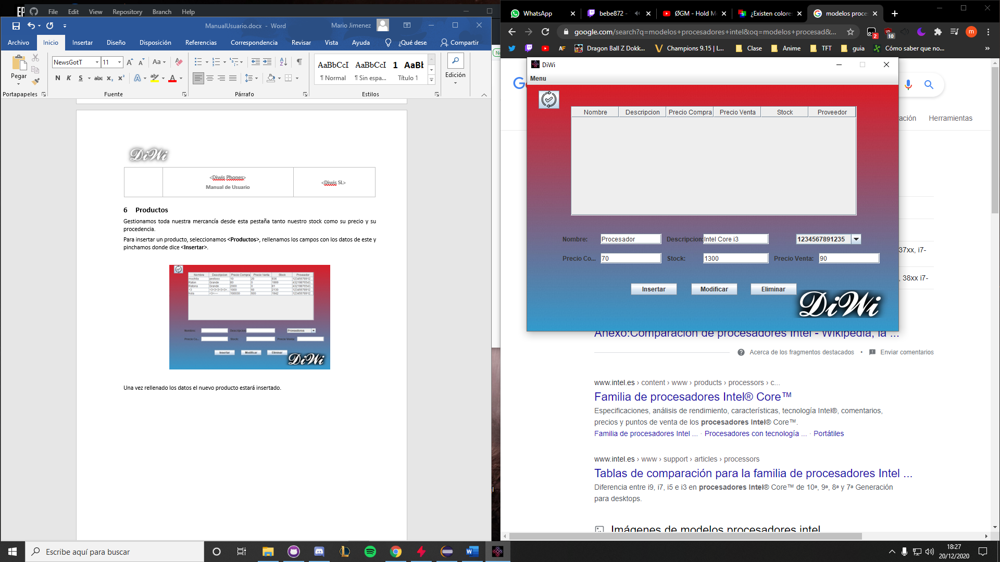 File Edit View Repository Branch Help
ManualUsuario.docx - Word
Mario Jimenez
Archivo Inicio Insertar Diseño Disposición Referencias Correspondencia Revisar Vista Ayuda ¿Qué dese Compartir
Pegar
NewsGotT 11
Aa
N K S abc x₂ x²
AaBbCcI AaBbCcI 1 AaBb
¶ Normal ¶ Sin espa... Título 1
Edición
Portapapeles Fuente Párrafo Estilos
DiWi
<Diwis Phones>
Manual de Usuario
<Diwis SL>
6 Productos
Gestionamos toda nuestra mercancía desde esta pestaña tanto nuestro stock como su precio y su
procedencia.
Para insertar un producto, seleccionamos <Productos>, rellenamos los campos con los datos de este y
pinchamos donde dice <Insertar>.
Nombre Descripcion Precio Compra Precio Venta Stock Proveedor
Insertar Modificar Eliminar
DiWi
Una vez rellenado los datos el nuevo producto estará insertado.
WhatsApp
bebe872 -
ØGM - Hold M
¿Existen colore
modelos proce
google.com/search?q=modelos+procesadores+intel&oq=modelos+procesad&...
2 10 m
Dragon Ball Z Dokk...
Champions 9.15 | L...
Clase
Anime
TFT
guia
Cómo saber que no...
DiWi
Menu
Nombre Descripcion Precio Compra Precio Venta Stock Proveedor
Nombre: Procesador Descripcion: Intel Core i3 1234567891235
Precio Co... 70 Stock: 1300 Precio Venta: 90
Insertar Modificar Eliminar
DiWi
ación Herramientas
37xx, i7-
, 38xx i7-
Anexo:Comparación de procesadores Intel - Wikipedia, la ...
Acerca de los fragmentos destacados • Enviar comentarios
www.intel.es › content › www › products › processors › c...
Familia de procesadores Intel® Core™
Especificaciones, análisis de rendimiento, características, tecnología Intel®, comentarios,
precios y puntos de venta de los procesadores Intel® Core™.
Familia de procesadores Intel ... · Procesadores con tecnología ... · Portátiles
www.intel.es › www › support › articles › processors
Tablas de comparación para la familia de procesadores Intel ...
Diferencia entre i9, i7, i5 e i3 en procesadores Intel® Core™ de 10ª, 9ª, 8ª y 7ª Generación
para desktops.
Imágenes de modelos procesadores intel
Escribe aquí para buscar
18:27
20/12/2020